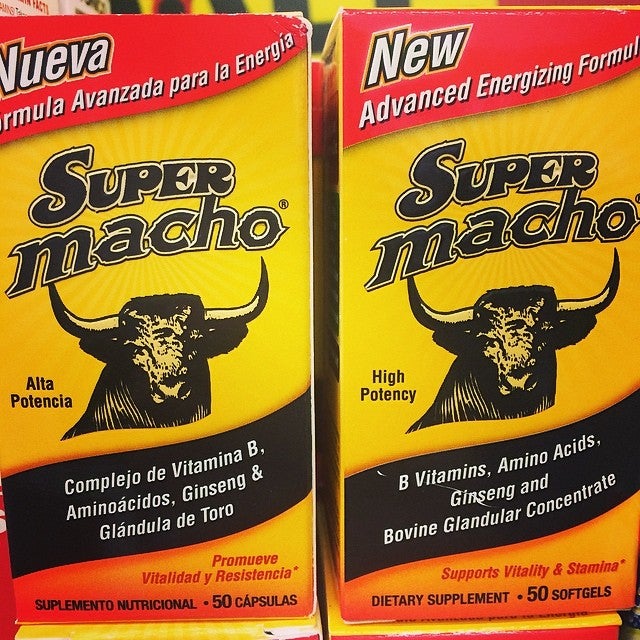 Nueva
Formula Avanzada para la Energía
SUPER
macho®
Alta
Potencia
Complejo de Vitamina B,
Aminoácidos, Ginseng &
Glándula de Toro
Promueve
Vitalidad y Resistencia*
SUPLEMENTO NUTRICIONAL • 50 CÁPSULAS
New
Advanced Energizing Formul
SUPER
macho®
High
Potency
B Vitamins, Amino Acids,
Ginseng and
Bovine Glandular Concentrate
Supports Vitality & Stamina*
DIETARY SUPPLEMENT • 50 SOFTGELS